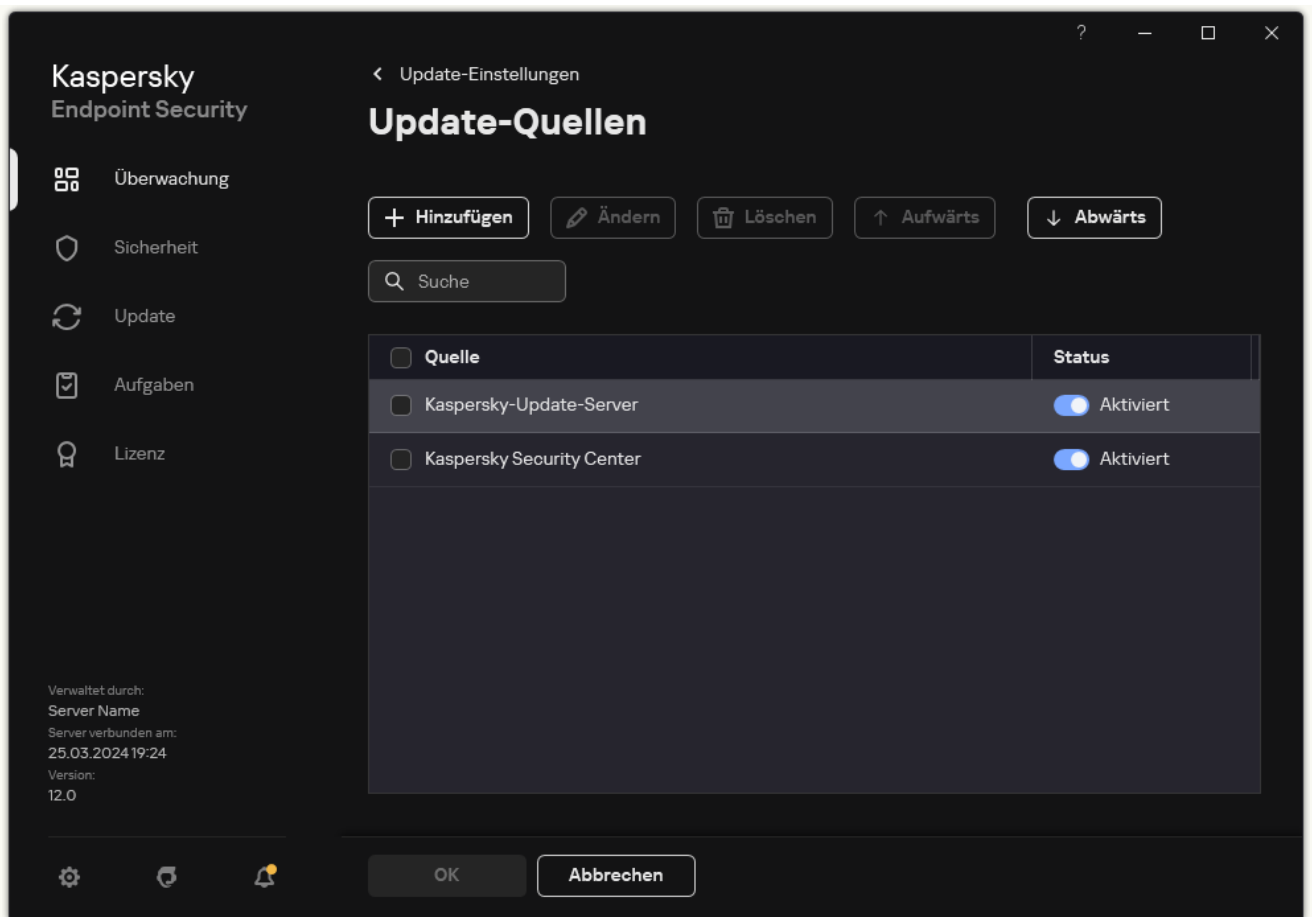 ?
Kaspersky
Endpoint Security
Überwachung
Sicherheit
Update
Aufgaben
Lizenz
Verwaltet durch:
Server Name
Server verbunden am:
25.03.2024 19:24
Version:
12.0
Update-Einstellungen
Update-Quellen
Hinzufügen Ändern Löschen Aufwärts Abwärts
Suche
Quelle Status
Kaspersky-Update-Server Aktiviert
Kaspersky Security Center Aktiviert
OK Abbrechen